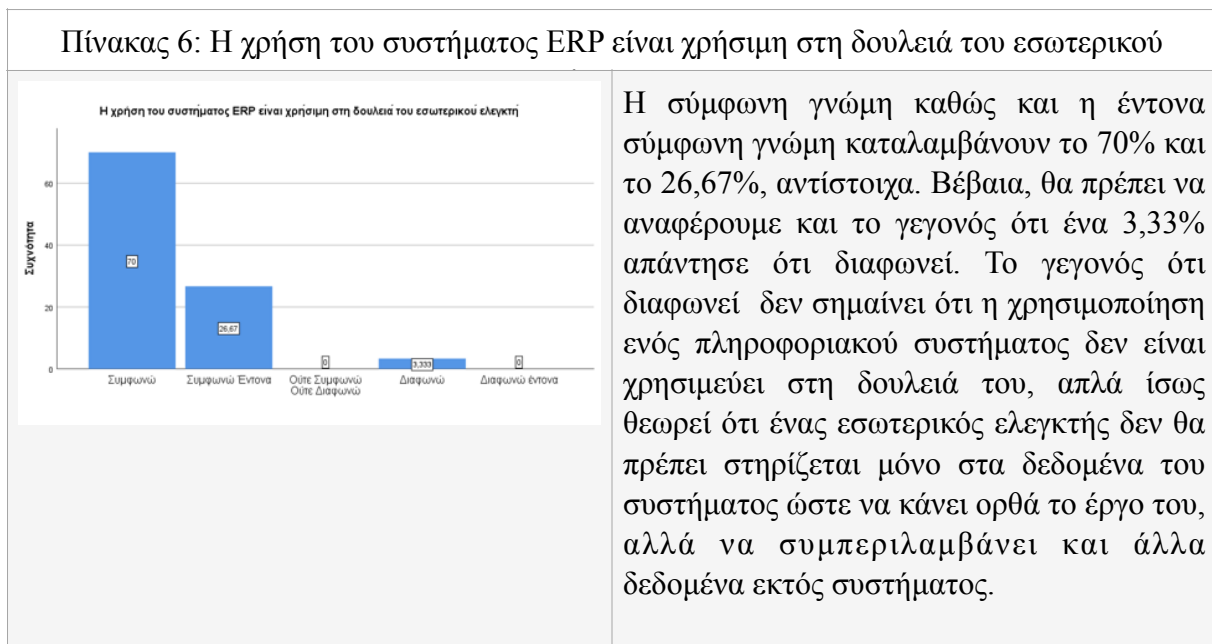 Πίνακας 6: Η χρήση του συστήματος ERP είναι χρήσιμη στη δουλειά του εσωτερικού
Η χρήση του συστήματος ERP είναι χρήσιμη στη δουλειά του εσωτερικού ελεγκτή
Συχνότητα
60
40
20
0
70
26,67
0
3,333
0
Συμφωνώ
Συμφωνώ Έντονα
Ούτε Συμφωνώ
Ούτε Διαφωνώ
Διαφωνώ
Διαφωνώ έντονα
Η σύμφωνη γνώμη καθώς και η έντονα
σύμφωνη γνώμη καταλαμβάνουν το 70% και
το 26,67%, αντίστοιχα. Βέβαια, θα πρέπει να
αναφέρουμε και το γεγονός ότι ένα 3,33%
απάντησε ότι διαφωνεί. Το γεγονός ότι
διαφωνεί δεν σημαίνει ότι η χρησιμοποίηση
ενός πληροφοριακού συστήματος δεν είναι
χρησιμεύει στη δουλειά του, απλά ίσως
θεωρεί ότι ένας εσωτερικός ελεγκτής δεν θα
πρέπει στηρίζεται μόνο στα δεδομένα του
συστήματος ώστε να κάνει ορθά το έργο του,
αλλά να συμπεριλαμβάνει και άλλα
δεδομένα εκτός συστήματος.